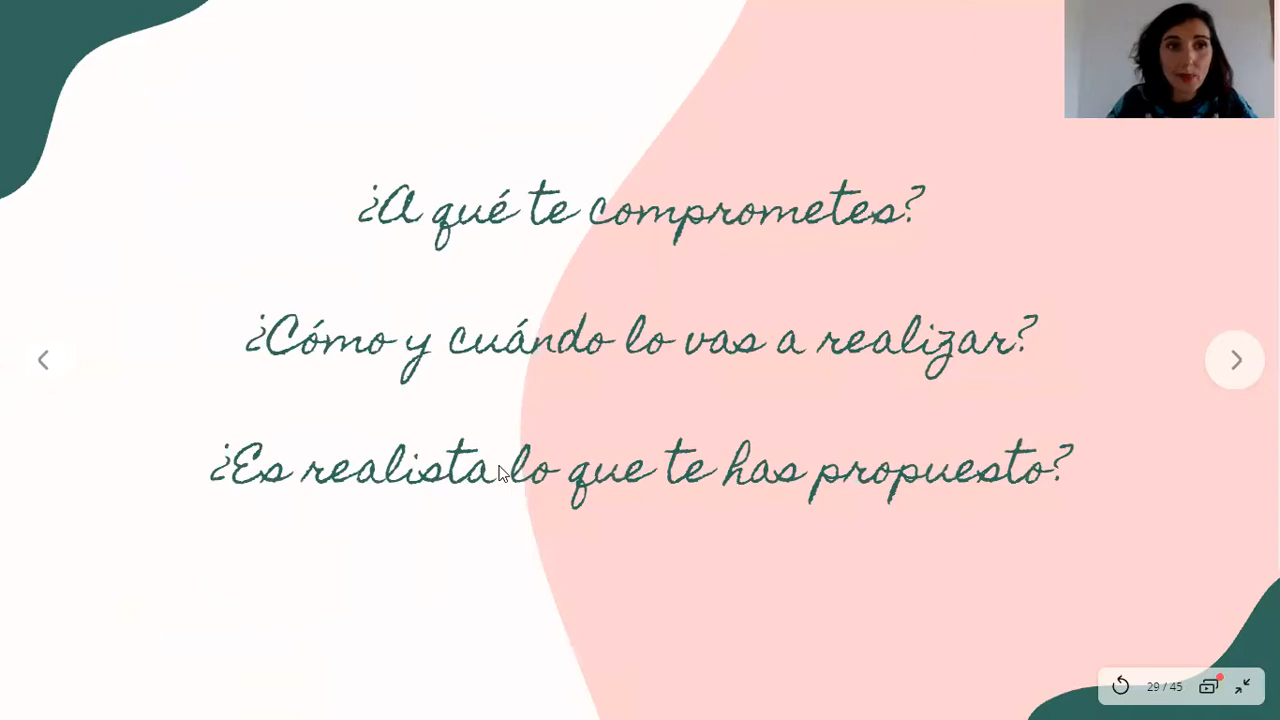 ¿A qué te comprometes?
¿Cómo y cuándo lo vas a realizar?
¿Es realista lo que te has propuesto?
29 / 45